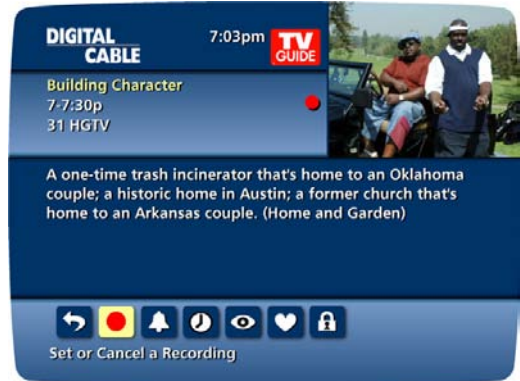 DIGITAL
CABLE
7:03pm
TV
GUIDE
Building Character
7-7:30p
31 HGTV
A one-time trash incinerator that's home to an Oklahoma
couple; a historic home in Austin; a former church that's
home to an Arkansas couple. (Home and Garden)
Set or Cancel a Recording